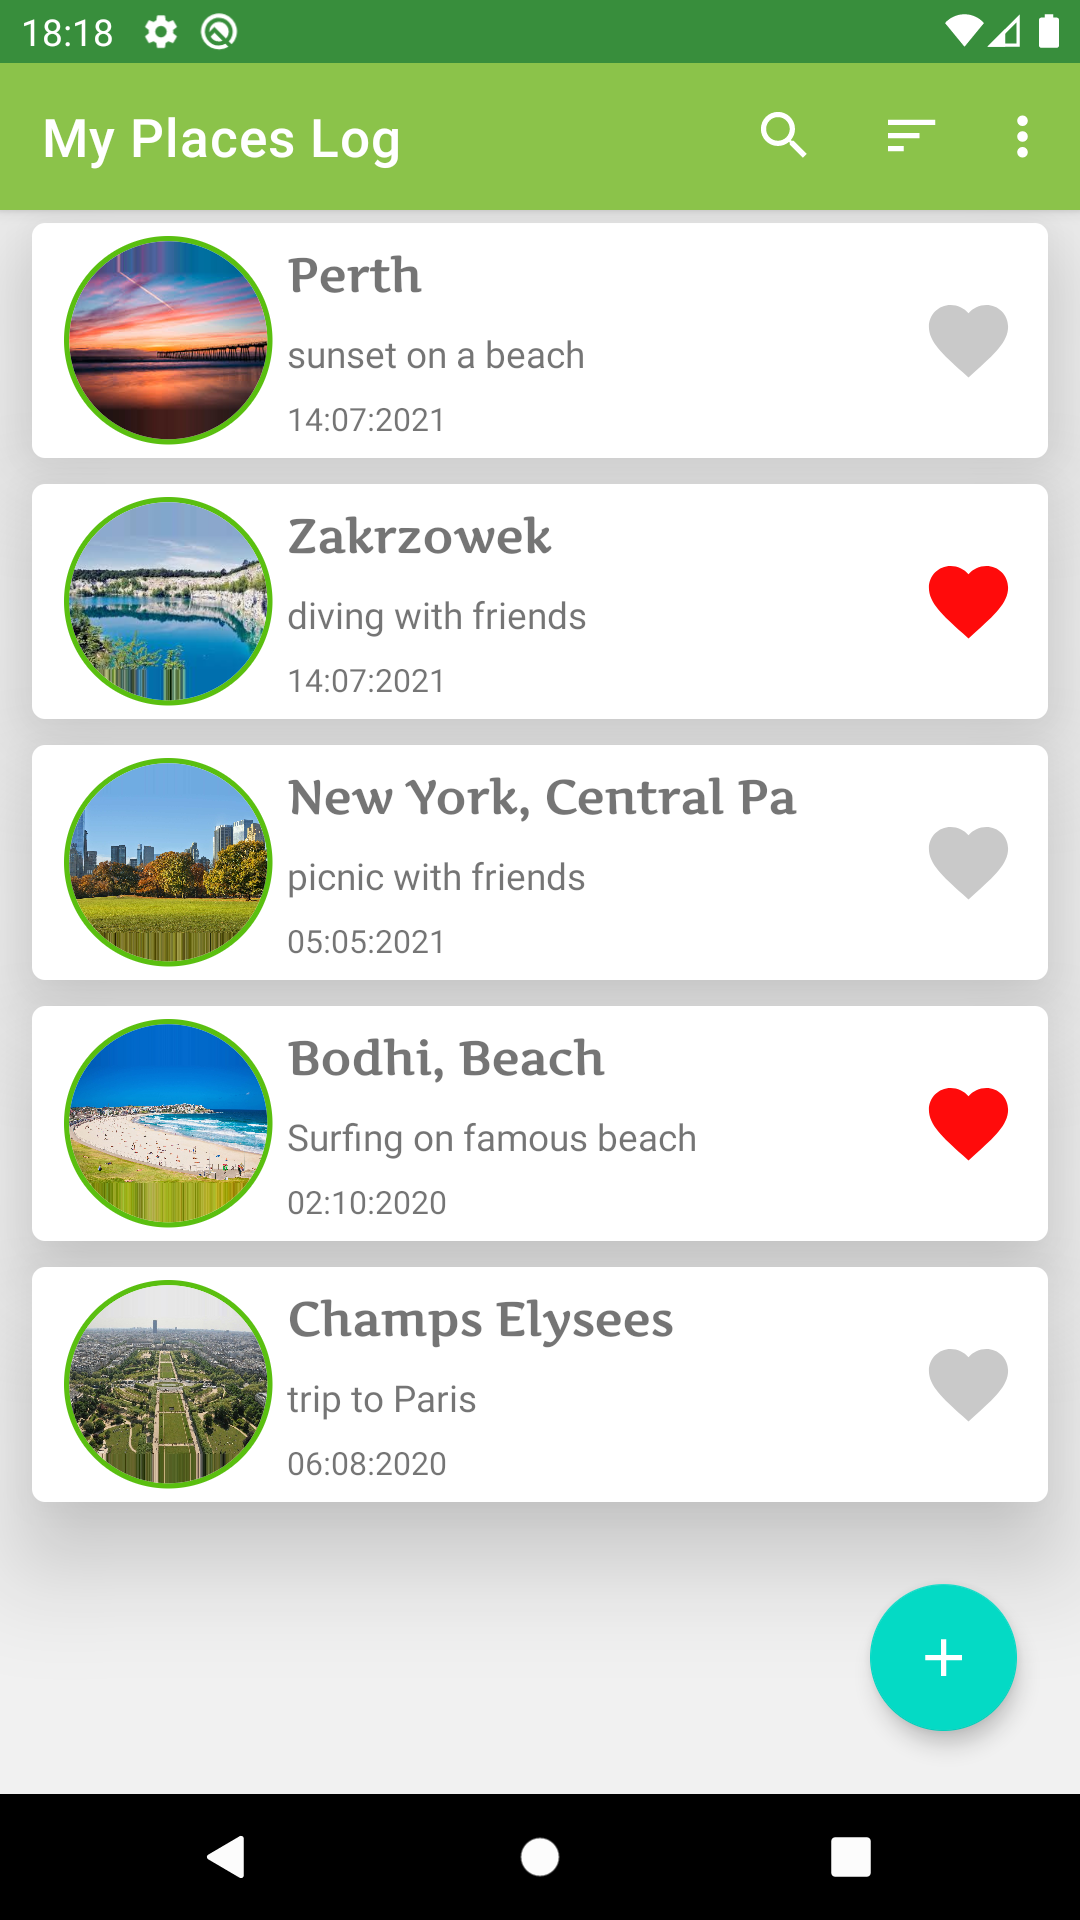 18:18
My Places Log
Perth
sunset on a beach
14:07:2021
Zakrzowek
diving with friends
14:07:2021
New York, Central Pa
picnic with friends
05:05:2021
Bodhi, Beach
Surfing on famous beach
02:10:2020
Champs Elysees
trip to Paris
06:08:2020